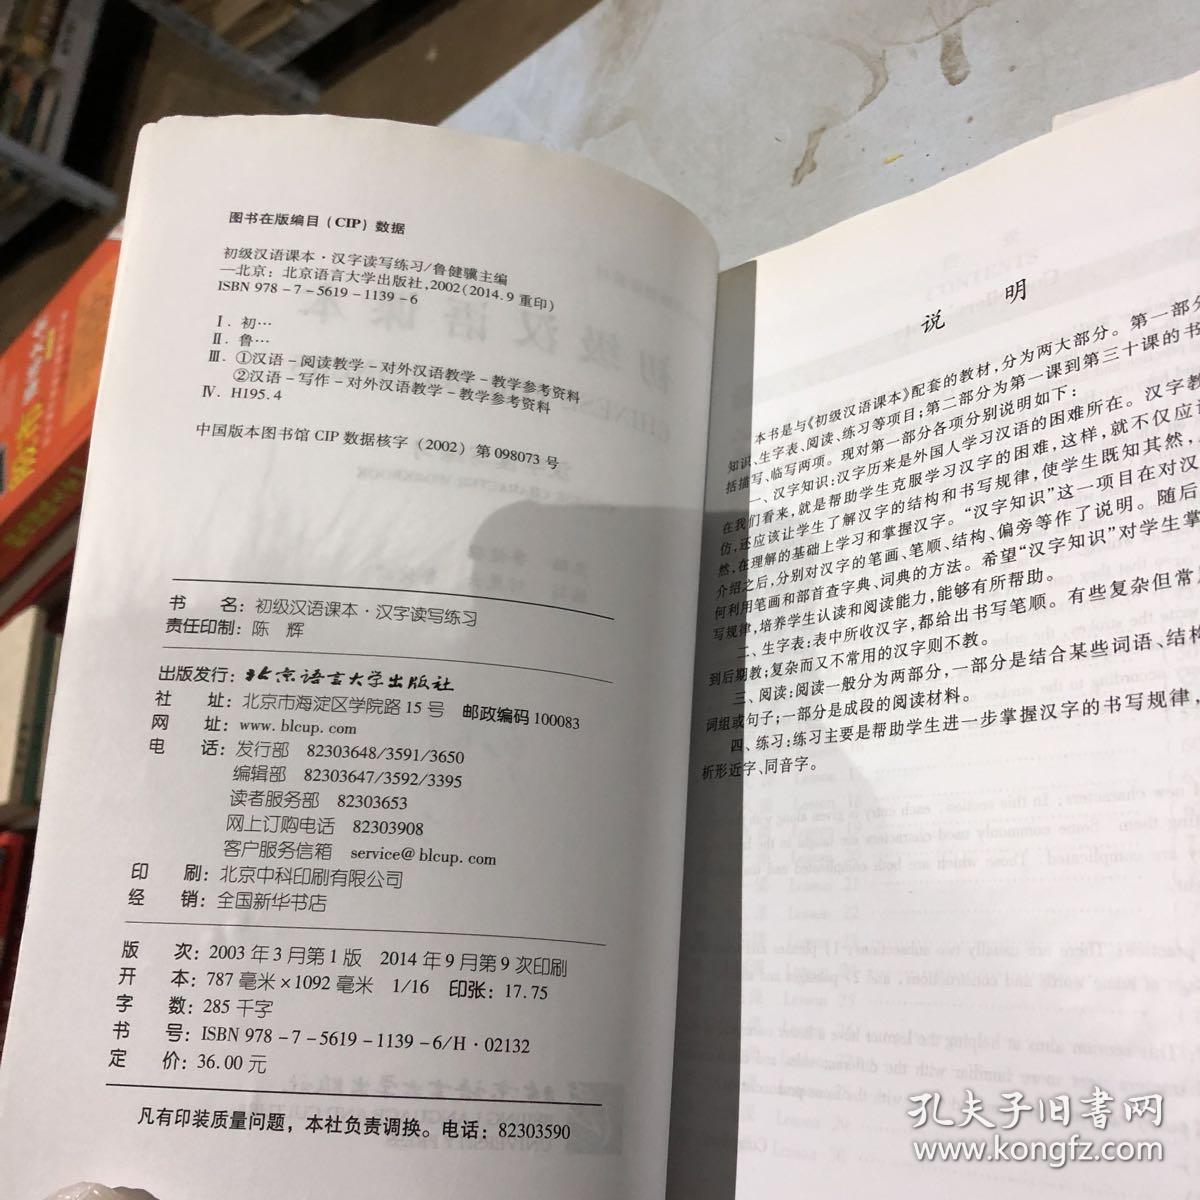 图书在版编目(CIP)数据
初级汉语课本·汉字读写练习/鲁健骥主编
—北京：北京语言大学出版社，2002(2014.9 重印)
ISBN 978－7－5619－1139－6
Ⅰ．初…
Ⅱ．鲁…
Ⅲ．①汉语－阅读教学－对外汉语教学－教学参考资料
②汉语－写作－对外汉语教学－教学参考资料
Ⅳ．H195.4
中国版本图书馆 CIP 数据核字(2002)第 098073 号
书 名：初级汉语课本·汉字读写练习
责任印制：陈 辉
出版发行：北京语言大学出版社
社 址：北京市海淀区学院路 15 号 邮政编码 100083
网 址：www.blcup.com
电 话：发行部 82303648/3591/3650
编辑部 82303647/3592/3395
读者服务部 82303653
网上订购电话 82303908
客户服务信箱 service@blcup.com
印 刷：北京中科印刷有限公司
经 销：全国新华书店
版 次：2003 年 3 月第 1 版 2014 年 9 月第 9 次印刷
开 本：787 毫米×1092 毫米 1/16 印张：17.75
字 数：285 千字
书 号：ISBN 978－7－5619－1139－6/H·02132
定 价：36.00 元
凡有印装质量问题，本社负责调换。电话：82303590
说 明
本书是与《初级汉语课本》配套的教材，分为两大部分。第一部分
知识、生字表、阅读、练习等项目；第二部分为第一课到第三十课的书
括描写、临写两项。现对第一部分各项分别说明如下：
一、汉字知识：汉字历来是外国人学习汉语的困难所在。汉字教
在我们看来，就是帮助学生克服学习汉字的困难，这样，就不仅应该
仿，还应该让学生了解汉字的结构和书写规律，使学生既知其然，
然，在理解的基础上学习和掌握汉字。“汉字知识”这一项目在对汉
介绍之后，分别对汉字的笔画、笔顺、结构、偏旁等作了说明。随后
何利用笔画和部首查字典、词典的方法。希望“汉字知识”对学生掌
写规律，培养学生认读和阅读能力，能够有所帮助。
二、生字表：表中所收汉字，都给出书写笔顺。有些复杂但常
到后期教；复杂而又不常用的汉字则不教。
三、阅读：阅读一般分为两部分，一部分是结合某些词语、结构
词组或句子；一部分是成段的阅读材料。
四、练习：练习主要是帮助学生进一步掌握汉字的书写规律，
析形近字、同音字。
孔夫子旧书网
www.kongfz.com